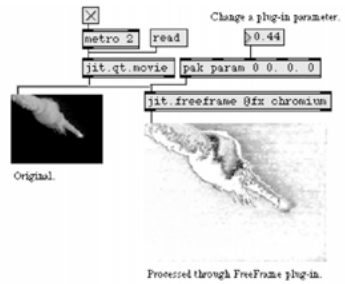 Change a plug-in parameter.
metro 2 read 0.44
jit.qt.movie pak param 0 0. 0. 0
jit.freeframe @fx chromium
Original.
Processed through FreeFrame plug-in.